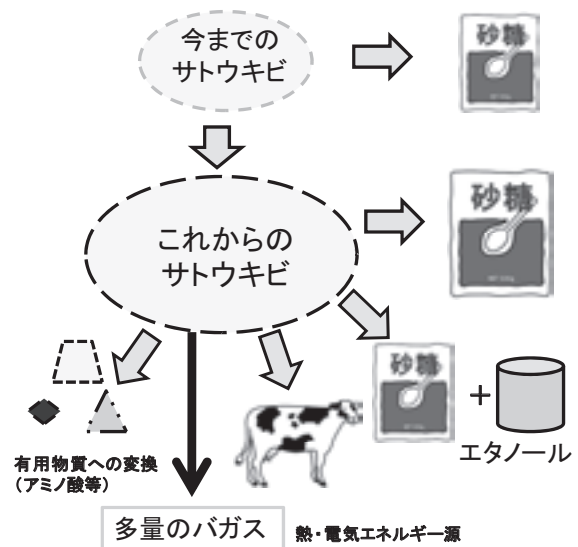 今までの
サトウキビ
砂糖
これからの
サトウキビ
砂糖
砂糖
+
エタノール
有用物質への変換
（アミノ酸等）
多量のバガス
熱・電気エネルギー源